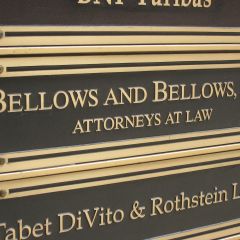 BNP Paribas
BELLOWS AND BELLOWS,
ATTORNEYS AT LAW
Tabet DiVito & Rothstein L